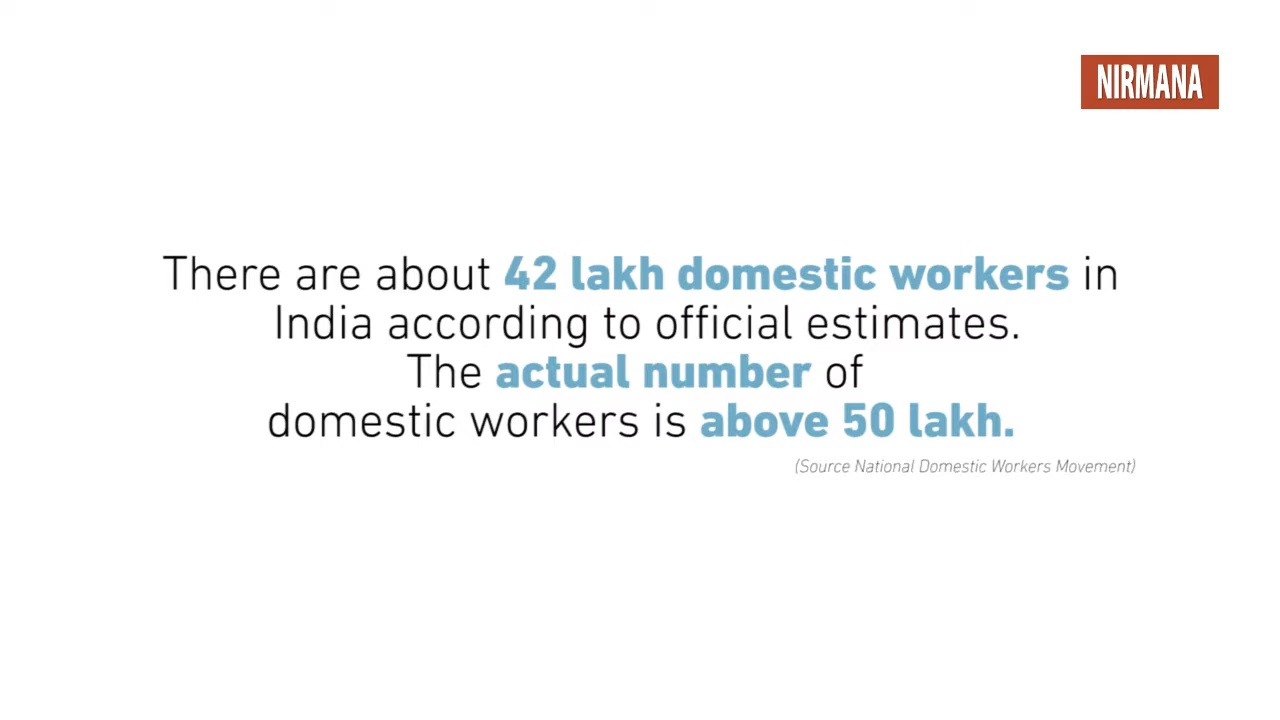 NIRMANA
There are about 42 lakh domestic workers in
India according to official estimates.
The actual number of
domestic workers is above 50 lakh.
(Source National Domestic Workers Movement)